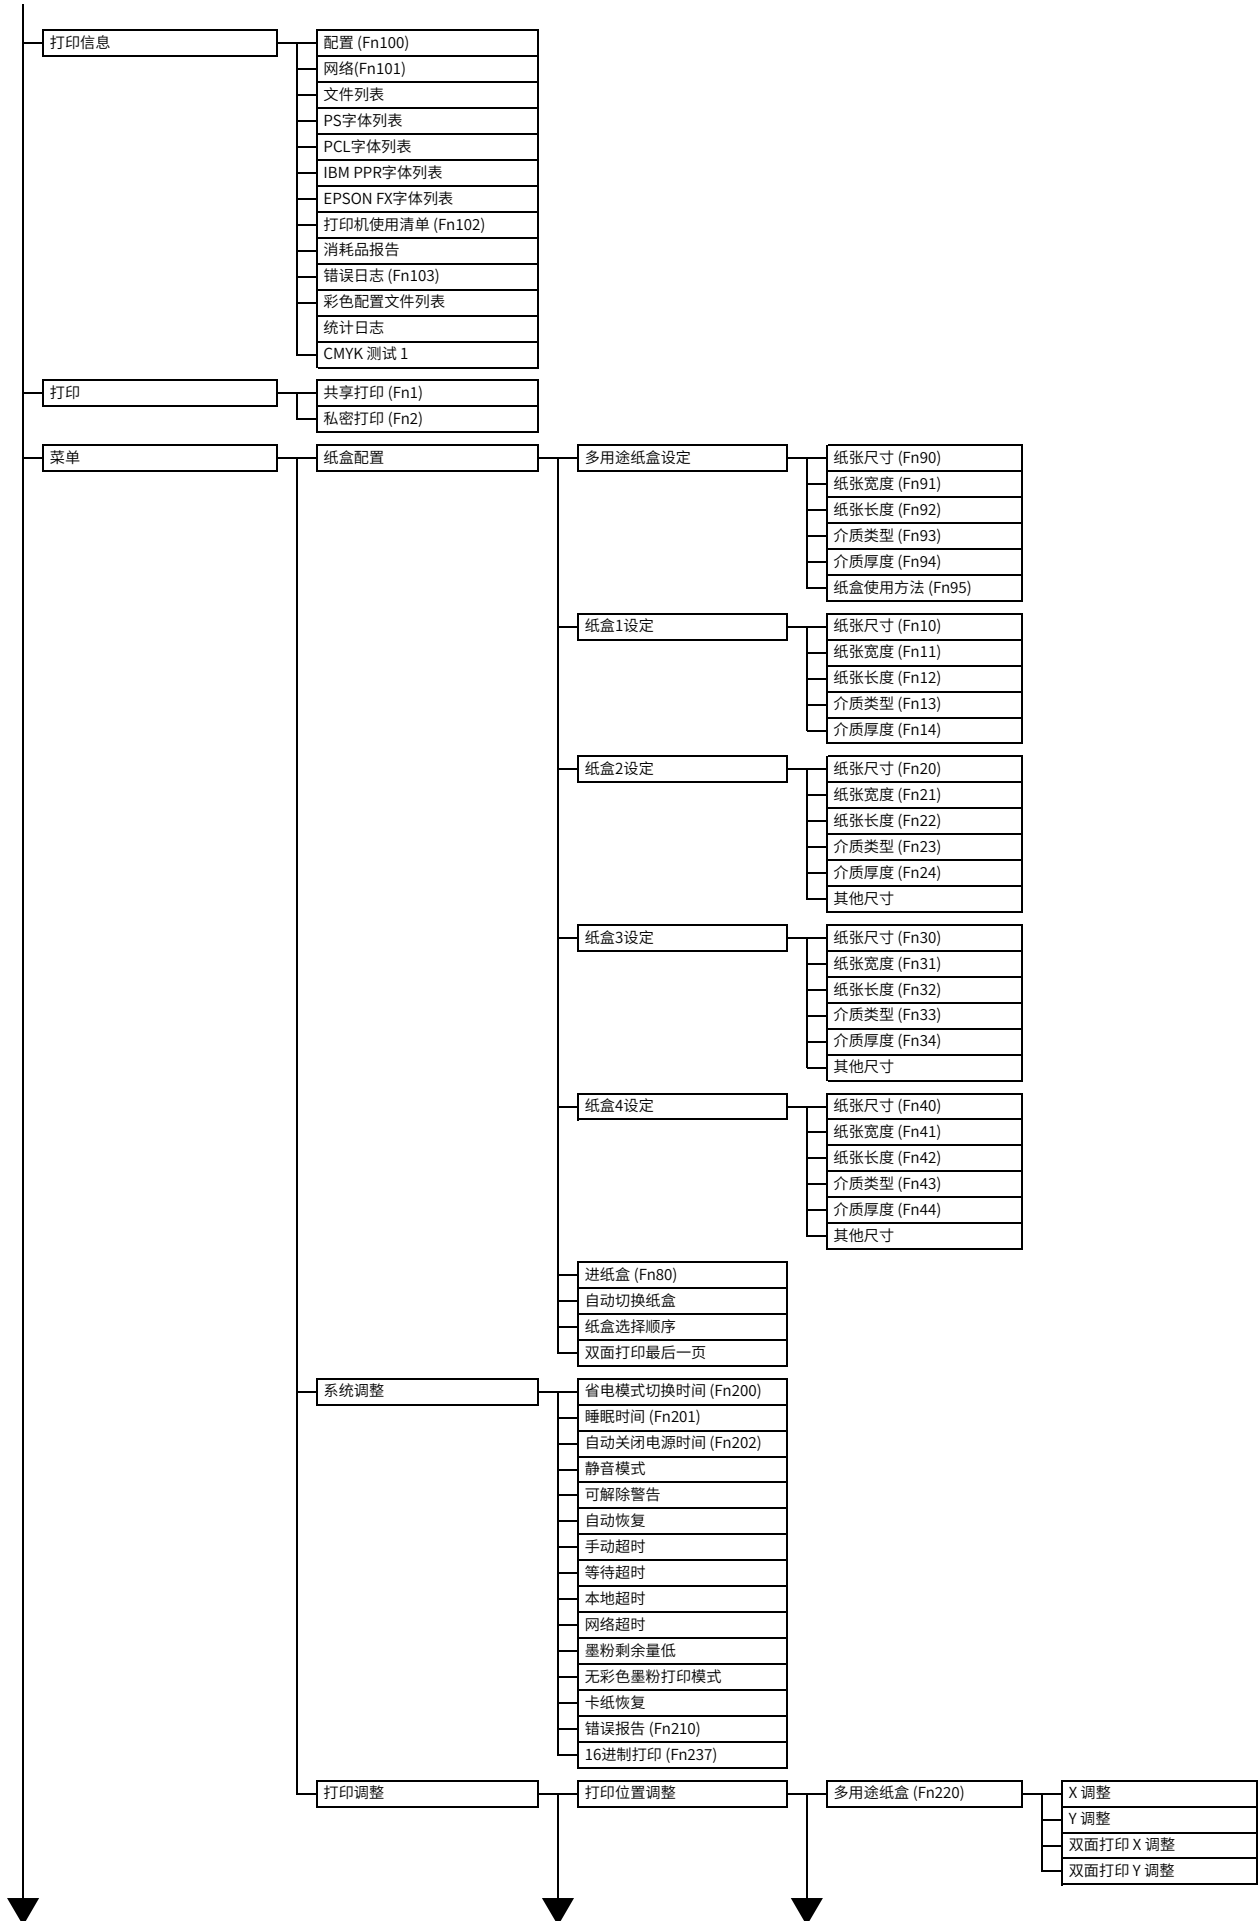 打印信息
配置 (Fn100)
网络(Fn101)
文件列表
PS字体列表
PCL字体列表
IBM PPR字体列表
EPSON FX字体列表
打印机使用清单 (Fn102)
消耗品报告
错误日志 (Fn103)
彩色配置文件列表
统计日志
CMYK 测试 1
打印
共享打印 (Fn1)
私密打印 (Fn2)
菜单
纸盒配置
多用途纸盒设定
纸张尺寸 (Fn90)
纸张宽度 (Fn91)
纸张长度 (Fn92)
介质类型 (Fn93)
介质厚度 (Fn94)
纸盒使用方法 (Fn95)
纸盒1设定
纸张尺寸 (Fn10)
纸张宽度 (Fn11)
纸张长度 (Fn12)
介质类型 (Fn13)
介质厚度 (Fn14)
纸盒2设定
纸张尺寸 (Fn20)
纸张宽度 (Fn21)
纸张长度 (Fn22)
介质类型 (Fn23)
介质厚度 (Fn24)
其他尺寸
纸盒3设定
纸张尺寸 (Fn30)
纸张宽度 (Fn31)
纸张长度 (Fn32)
介质类型 (Fn33)
介质厚度 (Fn34)
其他尺寸
纸盒4设定
纸张尺寸 (Fn40)
纸张宽度 (Fn41)
纸张长度 (Fn42)
介质类型 (Fn43)
介质厚度 (Fn44)
其他尺寸
进纸盒 (Fn80)
自动切换纸盒
纸盒选择顺序
双面打印最后一页
系统调整
省电模式切换时间 (Fn200)
睡眠时间 (Fn201)
自动关闭电源时间 (Fn202)
静音模式
可解除警告
自动恢复
手动超时
等待超时
本地超时
网络超时
墨粉剩余量低
无彩色墨粉打印模式
卡纸恢复
错误报告 (Fn210)
16进制打印 (Fn237)
打印调整
打印位置调整
多用途纸盒 (Fn220)
X 调整
Y 调整
双面打印 X 调整
双面打印 Y 调整